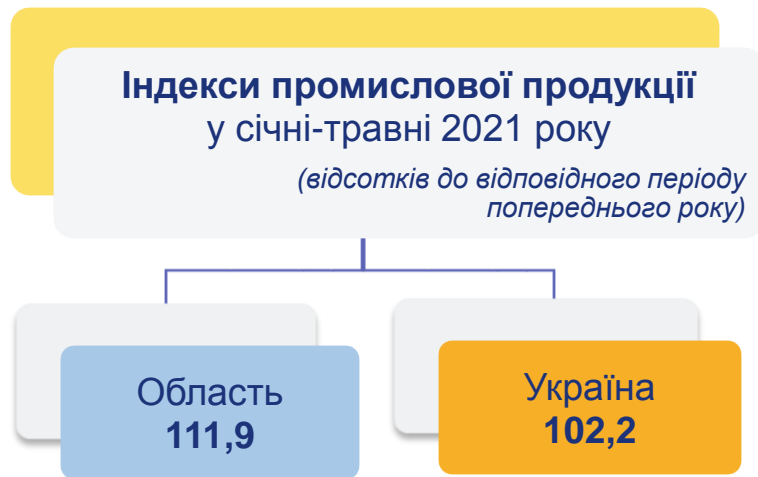 Індекси промислової продукції
у січні-травні 2021 року
(відсотків до відповідного періоду
попереднього року)
Область
111,9
Україна
102,2